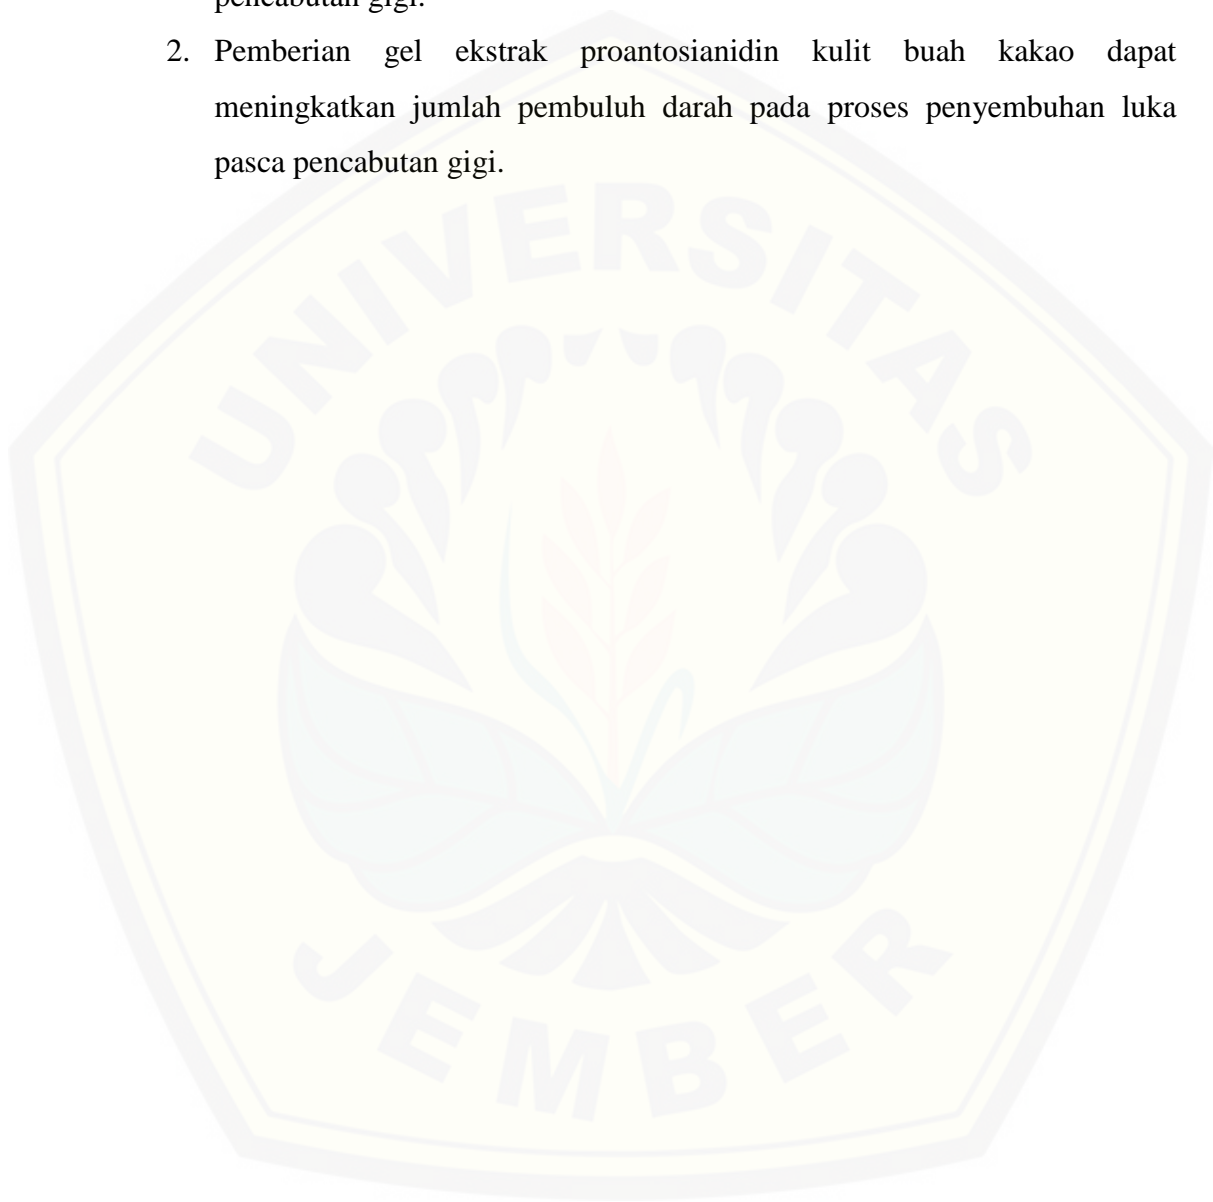 pencabutan gigi.
2. Pemberian gel ekstrak proantosianidin kulit buah kakao dapat
meningkatkan jumlah pembuluh darah pada proses penyembuhan luka
pasca pencabutan gigi.
UNIVERSITAS
JEMBER